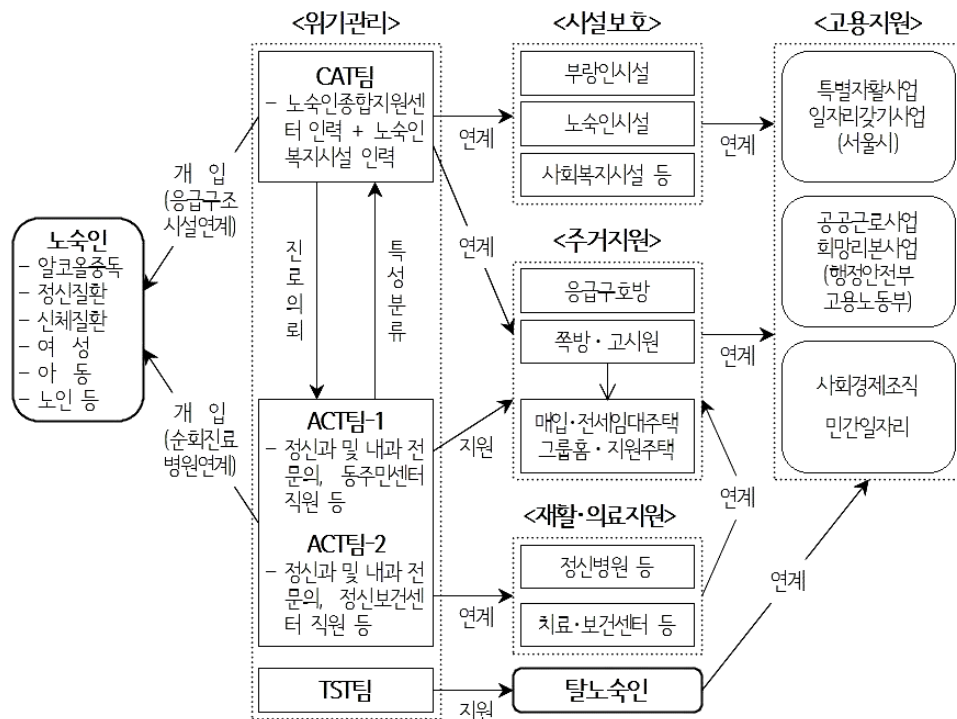 <위기관리>
CAT팀
- 노숙인종합지원센
터 인력 + 노숙인
복지시설 인력
진로의뢰
특성분류
ACT팀-1
- 정신과 및 내과 전
문의, 동주민센터
직원 등
ACT팀-2
- 정신과 및 내과 전
문의, 정신보건센
터 직원 등
TST팀
개 입
(응급구조
시설연계)
노숙인
- 알코올중독
- 정신질환
- 신체질환
- 여 성
- 아 동
- 노인 등
개 입
(순회진료
병원연계)
연계
연계
지원
연계
지원
<시설보호>
부랑인시설
노숙인시설
사회복지시설 등
<주거지원>
응급구호방
쪽방·고시원
매입·전세임대주택
그룹홈·지원주택
<재활·의료지원>
정신병원 등
치료·보건센터 등
탈노숙인
연계
연계
연계
연계
<고용지원>
특별자활사업
일자리갖기사업
(서울시)
공공근로사업
희망리본사업
(행정안전부
고용노동부)
사회경제조직
민간일자리